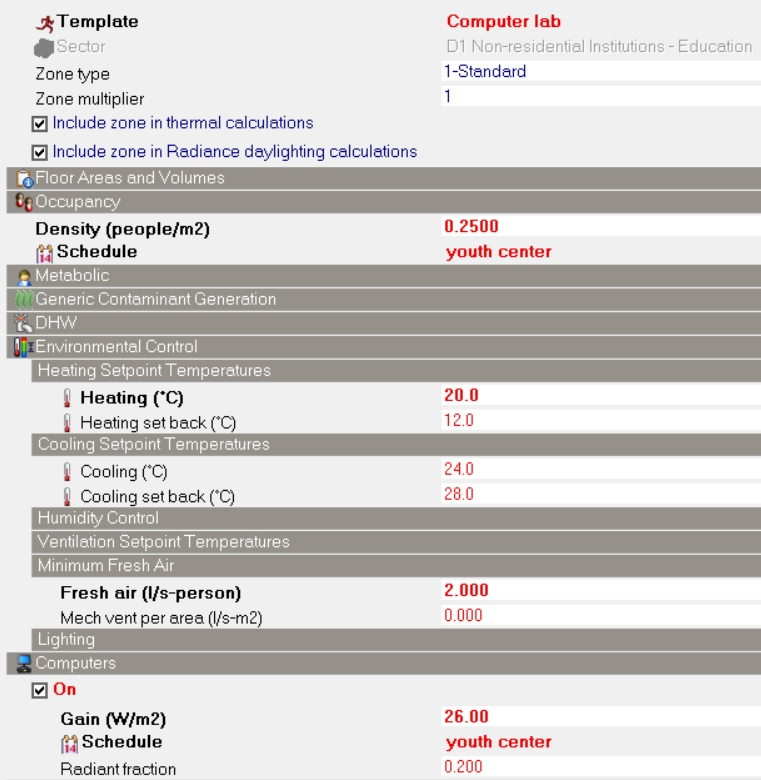 Template Computer lab
Sector D1 Non-residential Institutions - Education
Zone type 1-Standard
Zone multiplier 1
Include zone in thermal calculations
Include zone in Radiance daylighting calculations
Floor Areas and Volumes
Occupancy
Density (people/m2) 0.2500
14 Schedule youth center
Metabolic
Generic Contaminant Generation
DHW
Environmental Control
Heating Setpoint Temperatures
Heating (°C) 20.0
Heating set back (°C) 12.0
Cooling Setpoint Temperatures
Cooling (°C) 24.0
Cooling set back (°C) 28.0
Humidity Control
Ventilation Setpoint Temperatures
Minimum Fresh Air
Fresh air (l/s-person) 2.000
Mech vent per area (l/s-m2) 0.000
Lighting
Computers
On
Gain (W/m2) 26.00
14 Schedule youth center
Radiant fraction 0.200